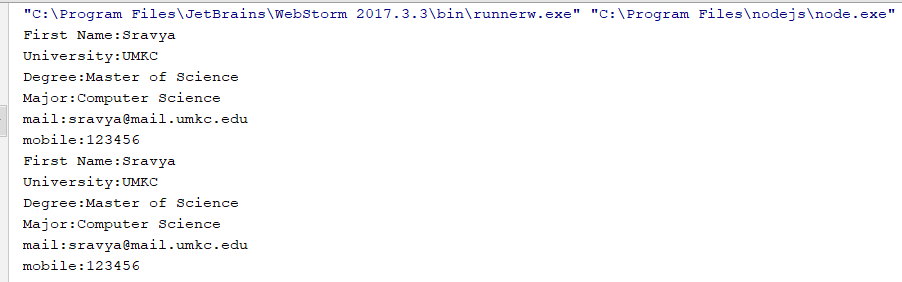 "C:\Program Files\JetBrains\WebStorm 2017.3.3\bin\runnerw.exe" "C:\Program Files\nodejs\node.exe"
First Name:Sravya
University:UMKC
Degree:Master of Science
Major:Computer Science
mail:sravya@mail.umkc.edu
mobile:123456
First Name:Sravya
University:UMKC
Degree:Master of Science
Major:Computer Science
mail:sravya@mail.umkc.edu
mobile:123456